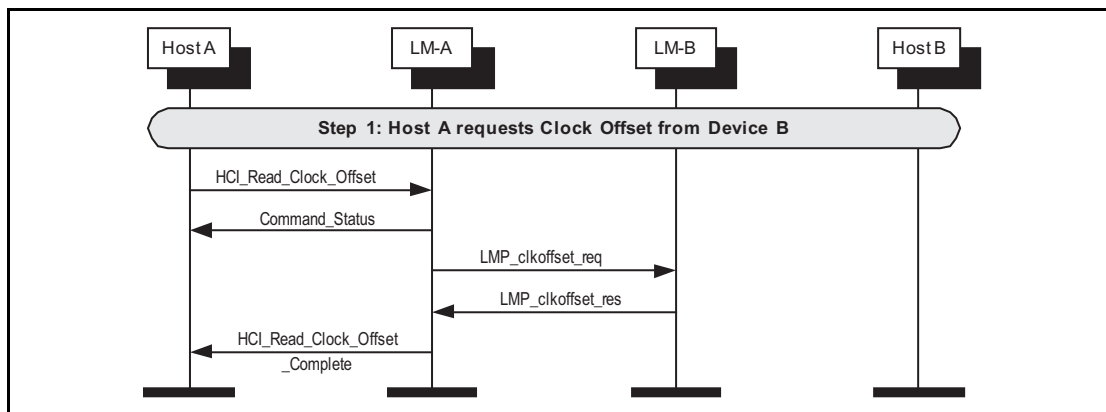 Host A
LM-A
LM-B
Host B
Step 1: Host A requests Clock Offset from Device B
HCI_Read_Clock_Offset
Command_Status
LMP_clkoffset_req
LMP_clkoffset_res
HCI_Read_Clock_Offset
_Complete